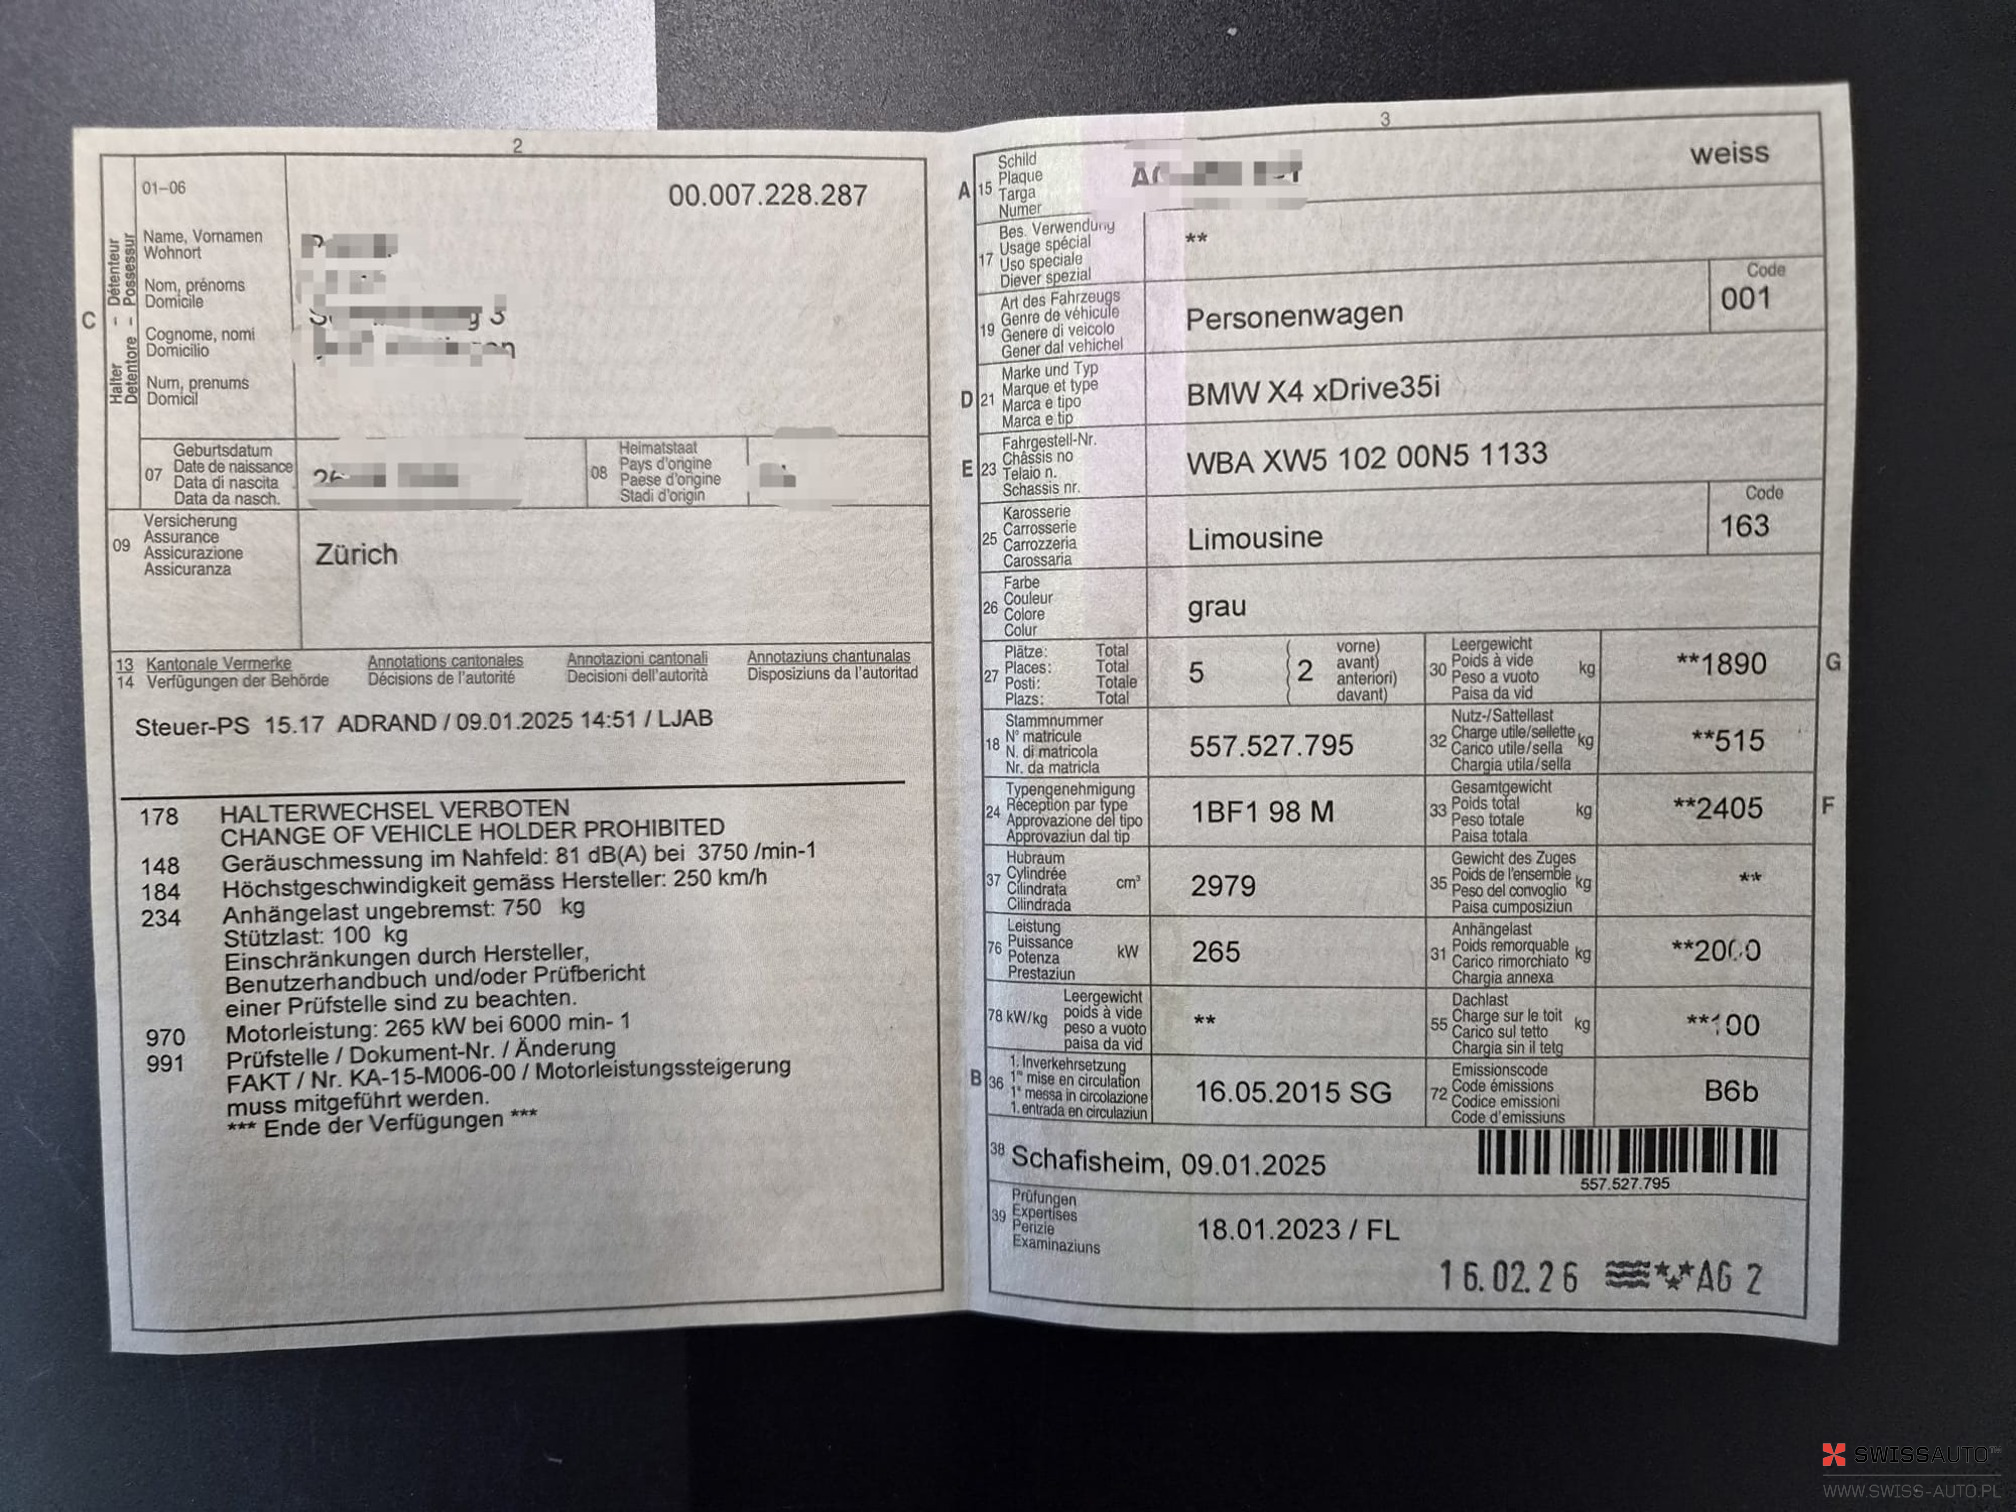 2
01-06
00.007.228.287
C
Halter - Détenteur
Detentore - Possessur
Name, Vornamen
Wohnort
Nom, prénoms
Domicile
Cognome, nomi
Domicilio
Num, prenums
Domicil
3
07
Geburtsdatum
Date de naissance
Data di nascita
Data da nasch.
08
Heimatstaat
Pays d'origine
Paese d'origine
Stadi d'origin
09
Versicherung
Assurance
Assicurazione
Assicuranza
Zürich
13 Kantonale Vermerke Annotations cantonales Annotazioni cantonali Annotaziuns chantunalas
14 Verfügungen der Behörde Décisions de l'autorité Decisioni dell'autorità Disposiziuns da l'autoritad
Steuer-PS 15.17 ADRAND / 09.01.2025 14:51 / LJAB
178 HALTERWECHSEL VERBOTEN
CHANGE OF VEHICLE HOLDER PROHIBITED
148 Geräuschmessung im Nahfeld: 81 dB(A) bei 3750 /min-1
184 Höchstgeschwindigkeit gemäss Hersteller: 250 km/h
234 Anhängelast ungebremst: 750 kg
Stützlast: 100 kg
Einschränkungen durch Hersteller,
Benutzerhandbuch und/oder Prüfbericht
einer Prüfstelle sind zu beachten.
970 Motorleistung: 265 kW bei 6000 min- 1
991 Prüfstelle / Dokument-Nr. / Änderung
FAKT / Nr. KA-15-M006-00 / Motorleistungssteigerung
muss mitgeführt werden.
*** Ende der Verfügungen ***
3
A 15
Schild
Plaque
Targa
Numer
weiss
17
Bes. Verwendung
Usage spécial
Uso speciale
Diever spezial
**
19
Art des Fahrzeugs
Genre de véhicule
Genere di veicolo
Gener dal vehichel
Personenwagen
Code
001
D 21
Marke und Typ
Marque et type
Marca e tipo
Marca e tip
BMW X4 xDrive35i
E 23
Fahrgestell-Nr.
Châssis no
Telaio n.
Schassis nr.
WBA XW5 102 00N5 1133
25
Karosserie
Carrosserie
Carrozzeria
Carossaria
Limousine
Code
163
26
Farbe
Couleur
Colore
Colur
grau
27
Plätze: Total
Places: Total
Posti: Totale
Plazs: Total
5
2
vorne)
avant)
anteriori)
davant)
30
Leergewicht
Poids à vide
Peso a vuoto
Paisa da vid
kg
**1890
G
18
Stammnummer
N° matricule
N. di matricola
Nr. da matricla
557.527.795
32
Nutz-/Sattellast
Charge utile/sellette
Carico utile/sella
Chargia utila/sella
kg
**515
24
Typengenehmigung
Réception par type
Approvazione del tipo
Approvaziun dal tip
1BF1 98 M
33
Gesamtgewicht
Poids total
Peso totale
Paisa totala
kg
**2405
F
37
Hubraum
Cylindrée
Cilindrata
Cilindrada
cm³
2979
35
Gewicht des Zuges
Poids de l'ensemble
Peso del convoglio
Paisa cumposiziun
kg
**
76
Leistung
Puissance
Potenza
Prestaziun
kW
265
31
Anhängelast
Poids remorquable
Carico rimorchiato
Chargia annexa
kg
**2000
78 kW/kg
Leergewicht
poids à vide
peso a vuoto
paisa da vid
**
55
Dachlast
Charge sur le toit
Carico sul tetto
Chargia sin il tetg
kg
**100
B 36
1. Inverkehrsetzung
1re mise en circulation
1a messa in circolazione
1. entrada en circulaziun
16.05.2015 SG
72
Emissionscode
Code émissions
Codice emissioni
Code d'emissiuns
B6b
38 Schafisheim, 09.01.2025
557.527.795
39
Prüfungen
Expertises
Perizie
Examinaziuns
18.01.2023 / FL
16.02.26 AG 2
SWISSAUTO™
WWW.SWISS-AUTO.PL